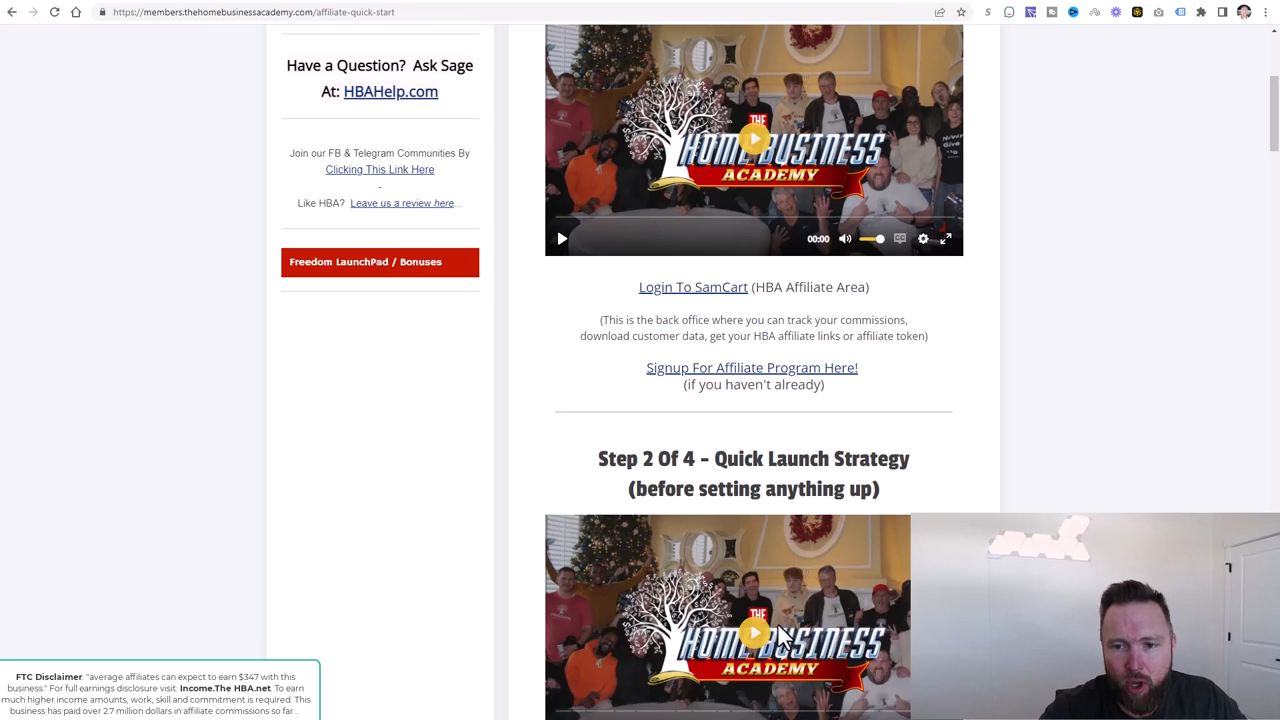 https://members.thehomebusinessacademy.com/affiliate-quick-start
Have a Question? Ask Sage
At: HBAHelp.com
Join our FB & Telegram Communities By
Clicking This Link Here
-
Like HBA? Leave us a review here...
Freedom LaunchPad / Bonuses
THE
HOME BUSINESS
ACADEMY
00:00
CC
Login To SamCart (HBA Affiliate Area)
(This is the back office where you can track your commissions,
download customer data, get your HBA affiliate links or affiliate token)
Signup For Affiliate Program Here!
(if you haven't already)
Step 2 Of 4 - Quick Launch Strategy
(before setting anything up)
THE
HOME BUSINESS
ACADEMY
FTC Disclaimer: "average affiliates can expect to earn $347 with this
business." For full earnings disclosure visit: Income.The HBA.net. To earn
much higher income amounts, work, skill and commitment is required. This
business has paid over 2.7 million dollars in affiliate commissions so far...